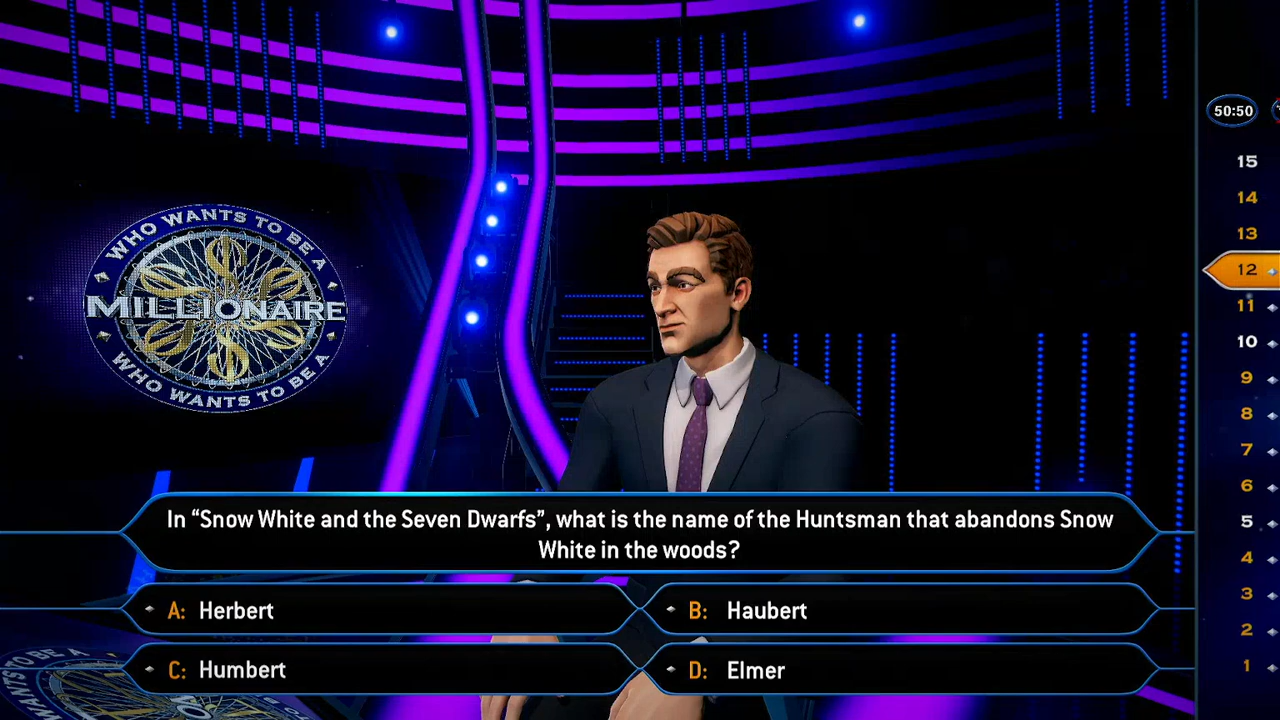 WHO WANTS TO BE A
MILLIONAIRE
WHO WANTS TO BE A
50:50
15
14
13
12
11
10
9
8
7
6
5
4
3
2
1
In “Snow White and the Seven Dwarfs”, what is the name of the Huntsman that abandons Snow
White in the woods?
A: Herbert
B: Haubert
C: Humbert
D: Elmer